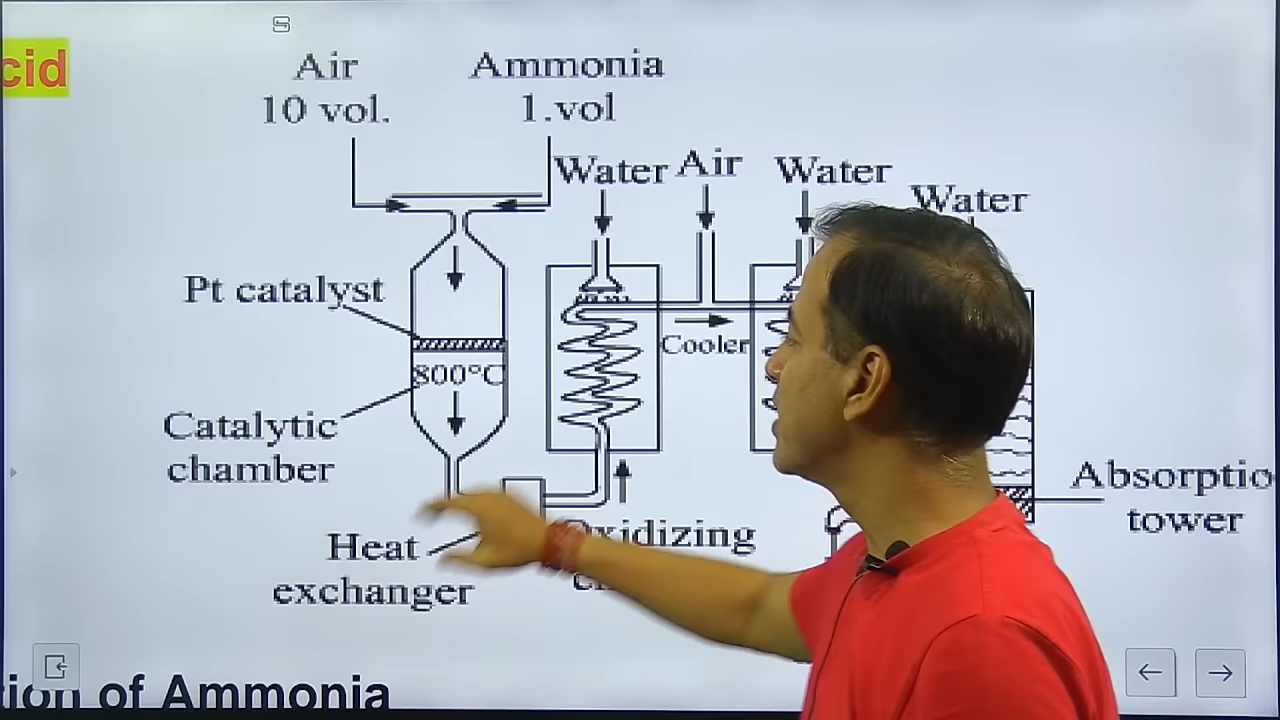 cid
Air
10 vol.
Ammonia
1.vol
Water
Air
Water
Water
Pt catalyst
800°C
Cooler
Catalytic
chamber
Absorptio
tower
Heat
exchanger
Oxidizing
ion of Ammonia